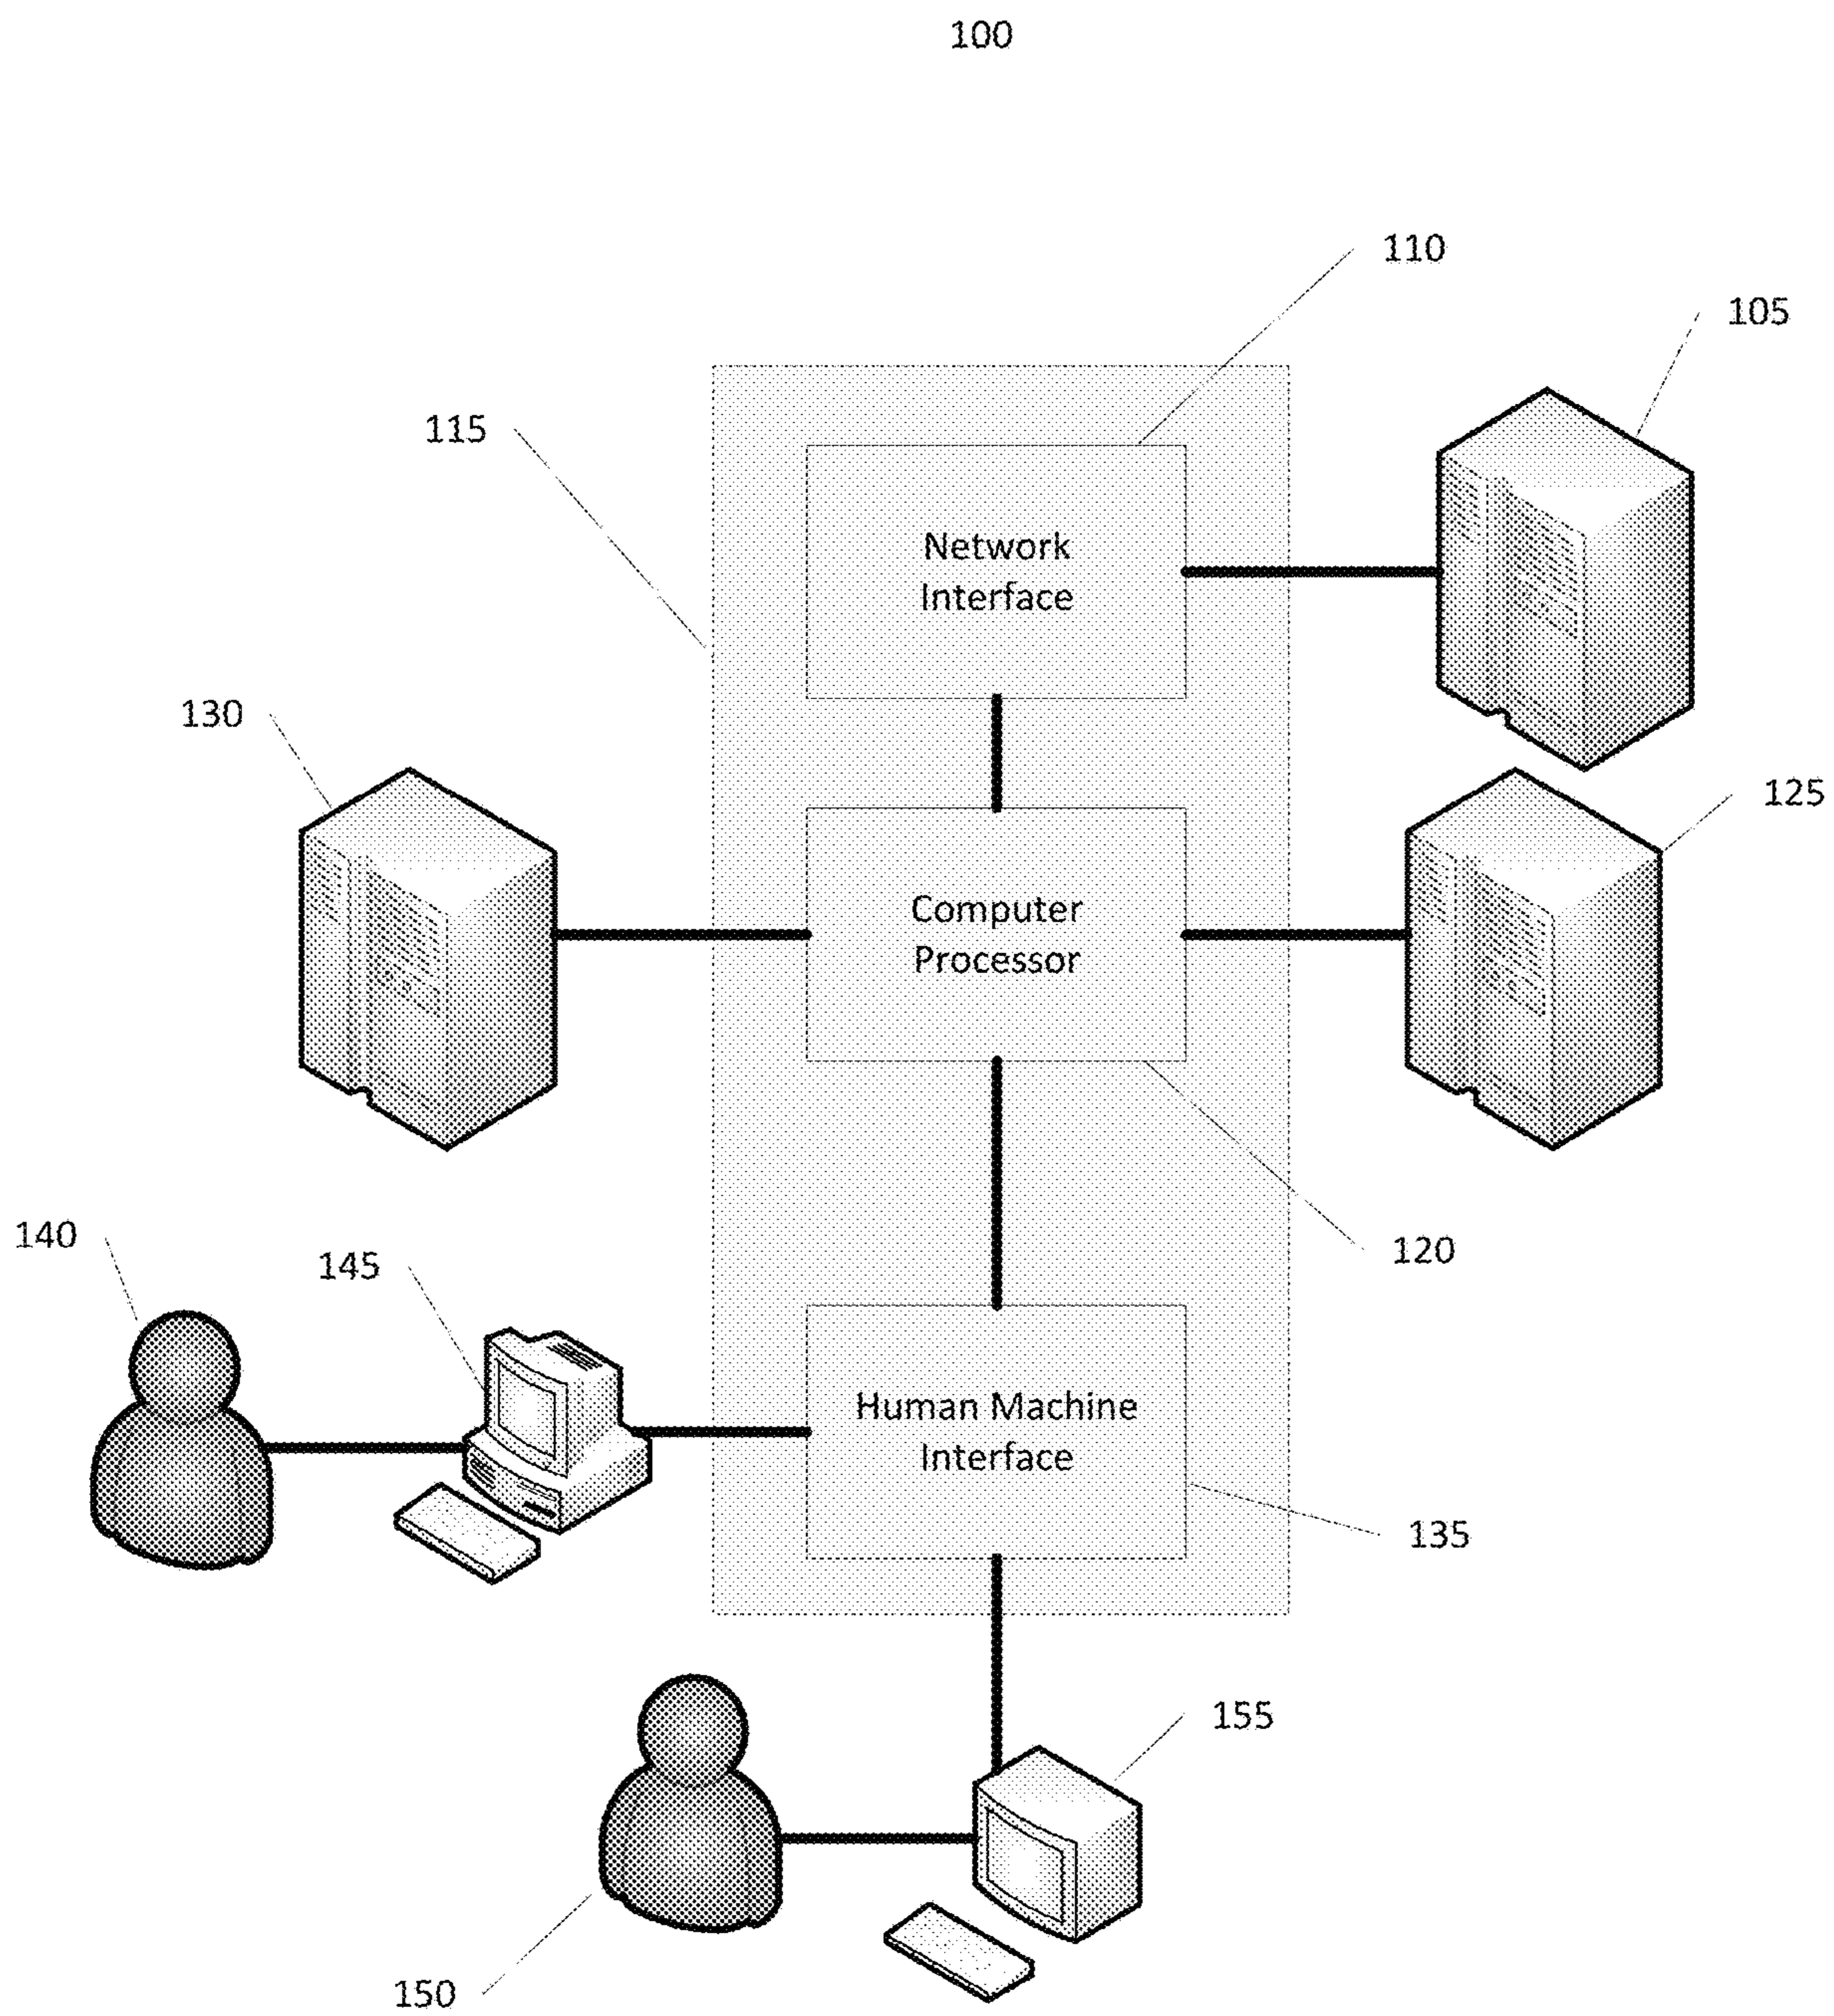 100
110
105
115
Network
Interface
130
125
Computer
Processor
140
145
120
Human Machine
Interface
135
155
150